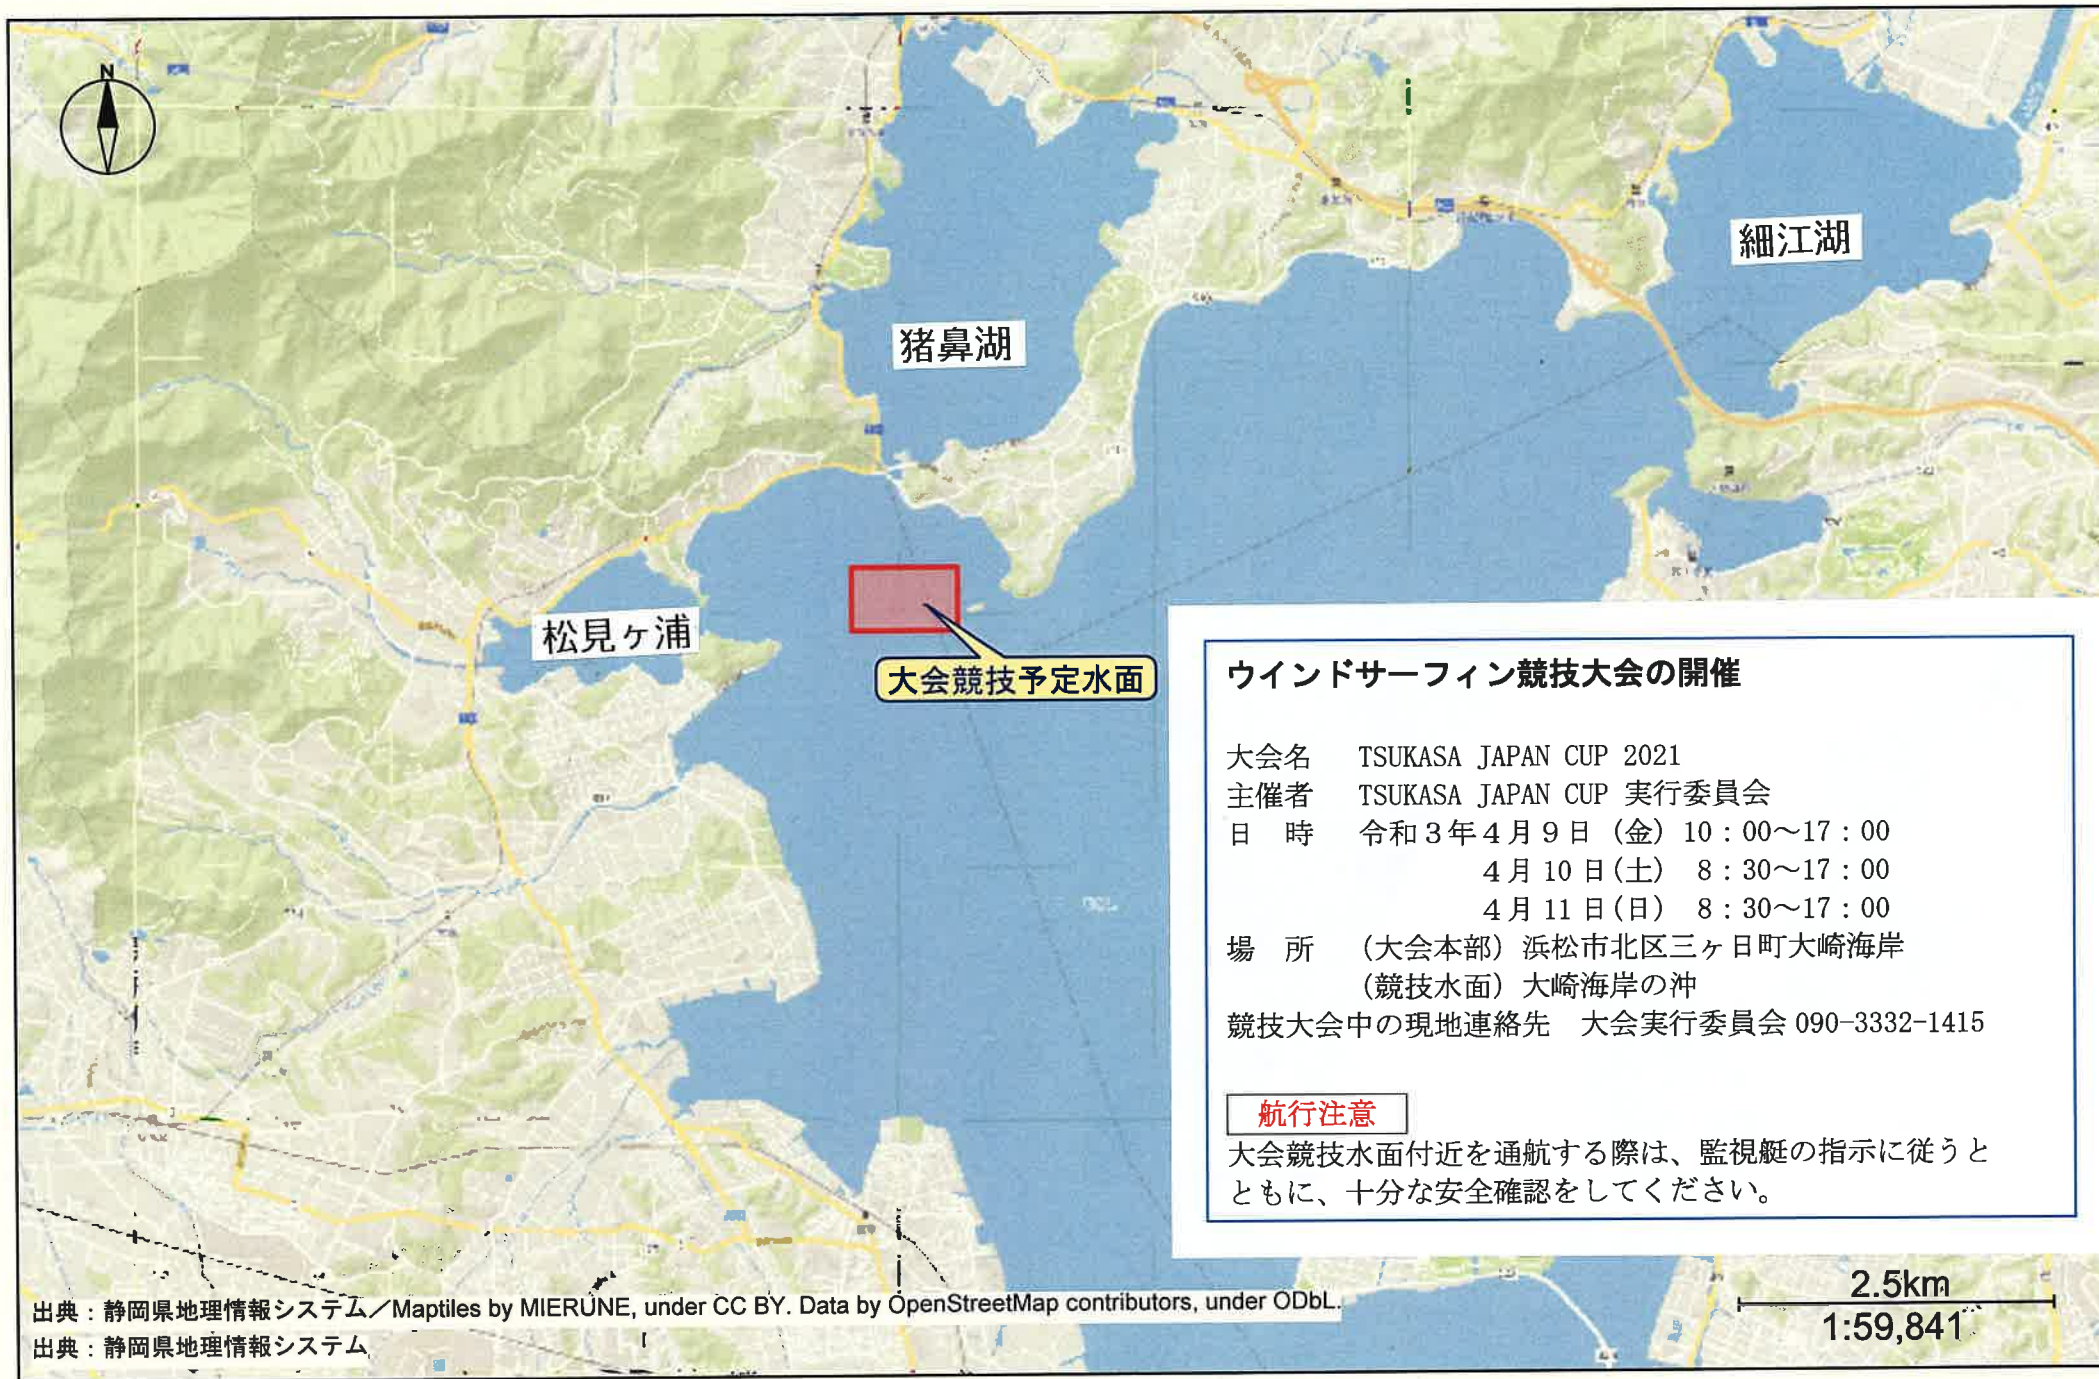 N
細江湖
猪鼻湖
松見ヶ浦
大会競技予定水面
ウインドサーフィン競技大会の開催
大会名　TSUKASA JAPAN CUP 2021
主催者　TSUKASA JAPAN CUP 実行委員会
日　時　令和３年４月９日（金）10：00～17：00
４月 10 日(土)　8：30～17：00
４月 11 日(日)　8：30～17：00
場　所　（大会本部）浜松市北区三ヶ日町大崎海岸
（競技水面）大崎海岸の沖
競技大会中の現地連絡先　大会実行委員会 090-3332-1415
航行注意
大会競技水面付近を通航する際は、監視艇の指示に従うと
ともに、十分な安全確認をしてください。
2.5km
1:59,841
出典：静岡県地理情報システム／Maptiles by MIERUNE, under CC BY. Data by OpenStreetMap contributors, under ODbL.
出典：静岡県地理情報システム